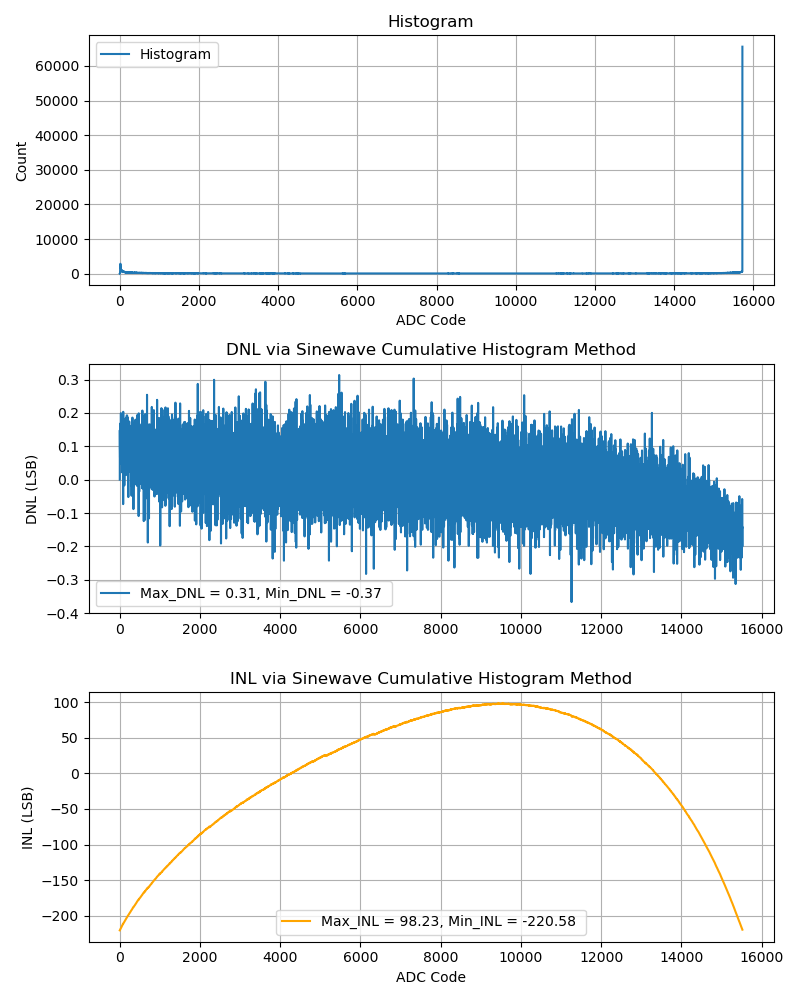 Histogram
Histogram
60000
50000
40000
30000
20000
10000
0
Count
0 2000 4000 6000 8000 10000 12000 14000 16000
ADC Code
DNL via Sinewave Cumulative Histogram Method
0.3
0.2
0.1
0.0
−0.1
−0.2
−0.3
−0.4
DNL (LSB)
Max_DNL = 0.31, Min_DNL = -0.37
0 2000 4000 6000 8000 10000 12000 14000 16000
INL via Sinewave Cumulative Histogram Method
100
50
0
−50
−100
−150
−200
INL (LSB)
Max_INL = 98.23, Min_INL = -220.58
0 2000 4000 6000 8000 10000 12000 14000 16000
ADC Code